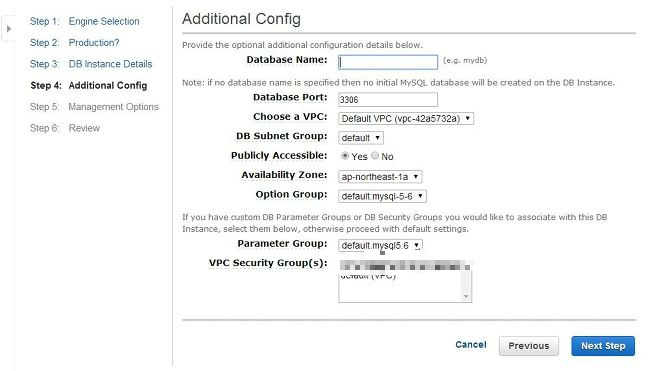 Step 1: Engine Selection
Step 2: Production?
Step 3: DB Instance Details
Step 4: Additional Config
Step 5: Management Options
Step 6: Review
Additional Config
Provide the optional additional configuration details below.
Database Name: (e.g. mydb)
Note: if no database name is specified then no initial MySQL database will be created on the DB Instance.
Database Port: 3306
Choose a VPC: Default VPC (vpc-42a5732a)
DB Subnet Group: default
Publicly Accessible: Yes No
Availability Zone: ap-northeast-1a
Option Group: default:mysql-5-6
If you have custom DB Parameter Groups or DB Security Groups you would like to associate with this DB
Instance, select them below, otherwise proceed with default settings.
Parameter Group: default.mysql5.6
VPC Security Group(s):
default (VPC)
Cancel Previous Next Step